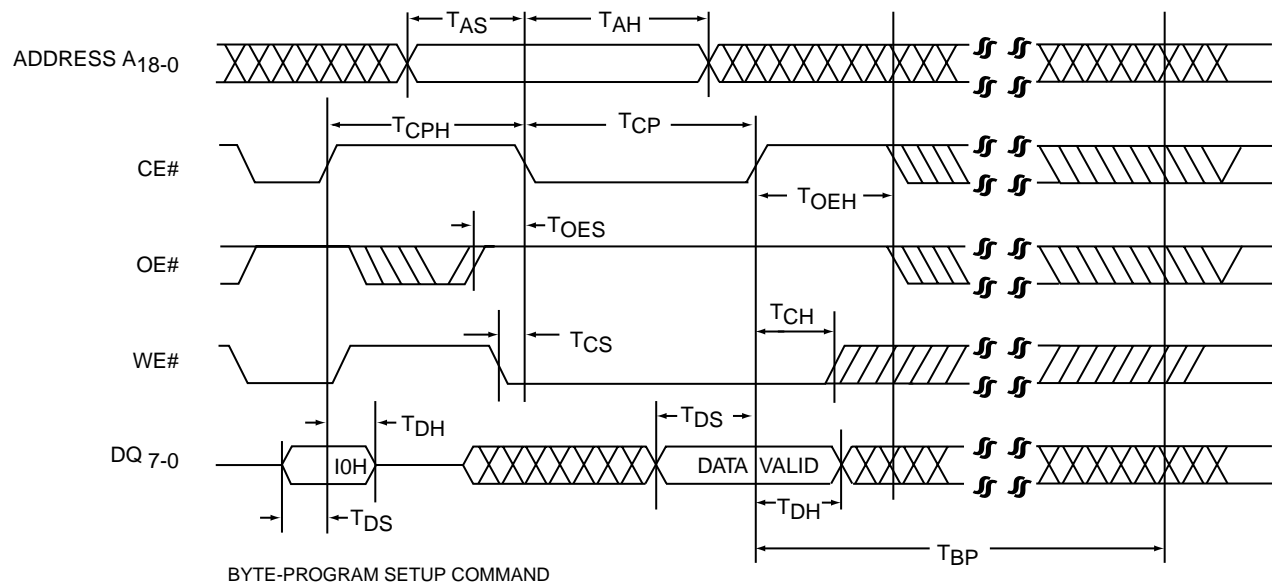 TAS
TAH
ADDRESS A18-0
TCPH
TCP
CE#
TOEH
TOES
OE#
TCH
TCS
WE#
TDS
TDH
DQ 7-0
I0H
DATA VALID
TDS
TDH
TBP
BYTE-PROGRAM SETUP COMMAND